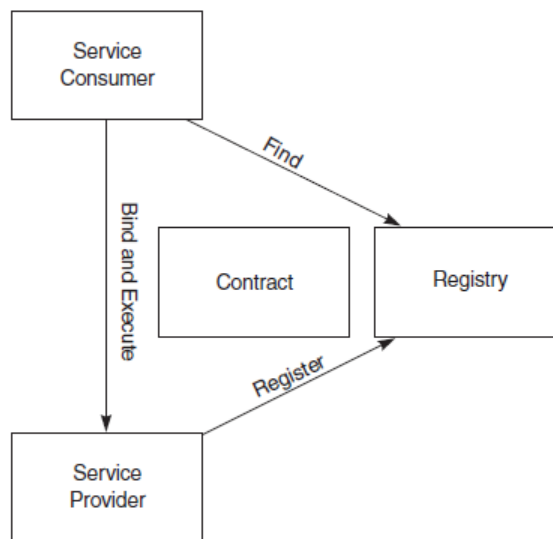 Service
Consumer
Find
Bind and Execute
Contract
Registry
Register
Service
Provider